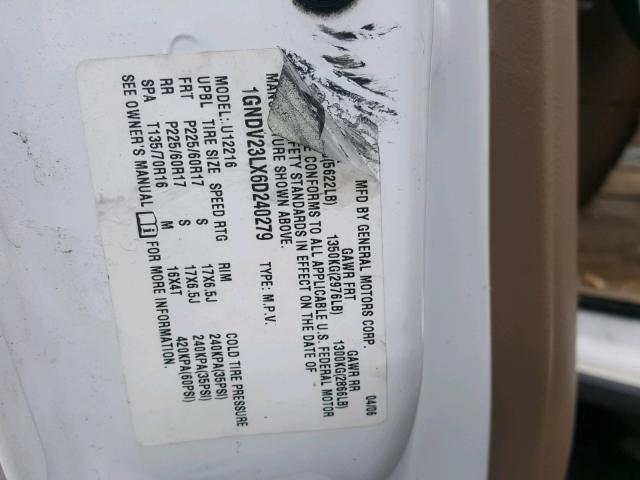 MFD BY GENERAL MOTORS CORP. 04/06
GAWR FRT GAWR RR
(5622LB) 1350KG(2976LB) 1300KG(2866LB)
E CONFORMS TO ALL APPLICABLE U.S. FEDERAL MOTOR
FETY STANDARDS IN EFFECT ON THE DATE OF
MAN TURE SHOWN ABOVE.
1GNDV23LX6D240279 TYPE: M.P.V.
MODEL: U12216
UPBL TIRE SIZE SPEED RTG RIM COLD TIRE PRESSURE
FRT P225/60R17 S 17X6.5J 240KPA(35PSI)
RR P225/60R17 S 17X6.5J 240KPA(35PSI)
SPA T135/70R16 M 16X4T 420KPA(60PSI)
SEE OWNER'S MANUAL i FOR MORE INFORMATION.